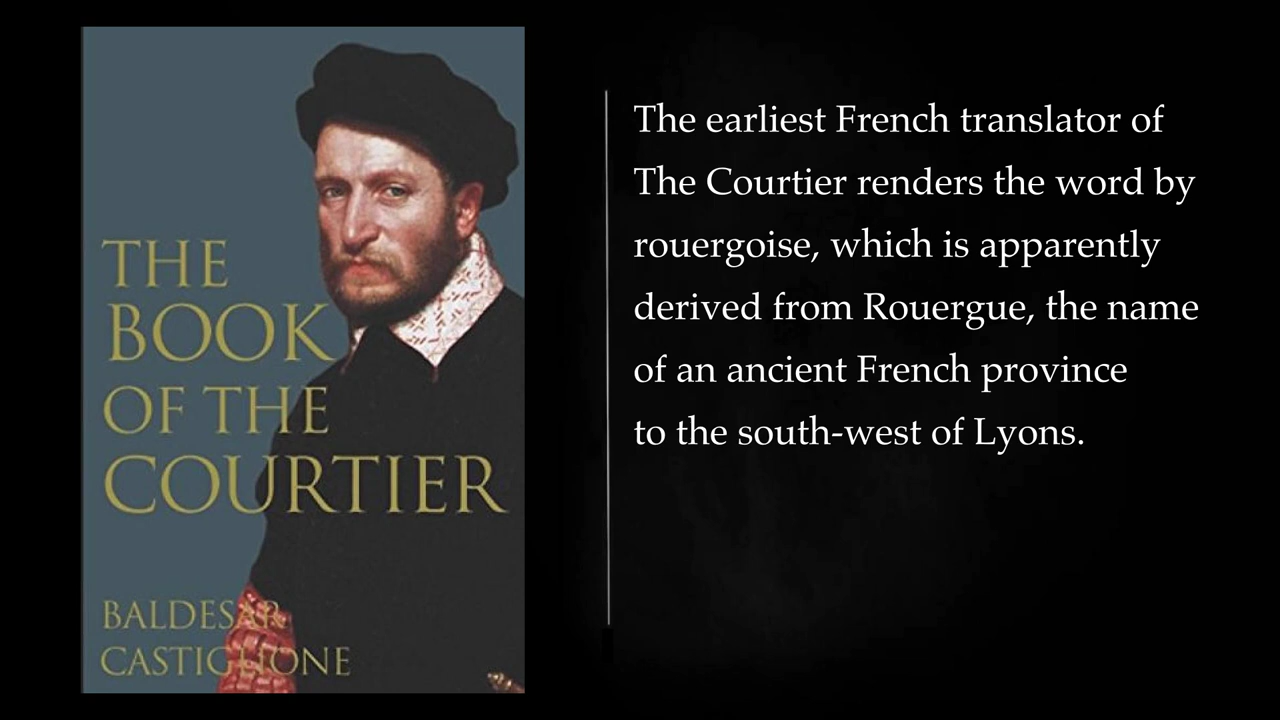 THE
BOOK
OF THE
COURTIER
BALDESAR
CASTIGLIONE
The earliest French translator of
The Courtier renders the word by
rouergoise, which is apparently
derived from Rouergue, the name
of an ancient French province
to the south-west of Lyons.